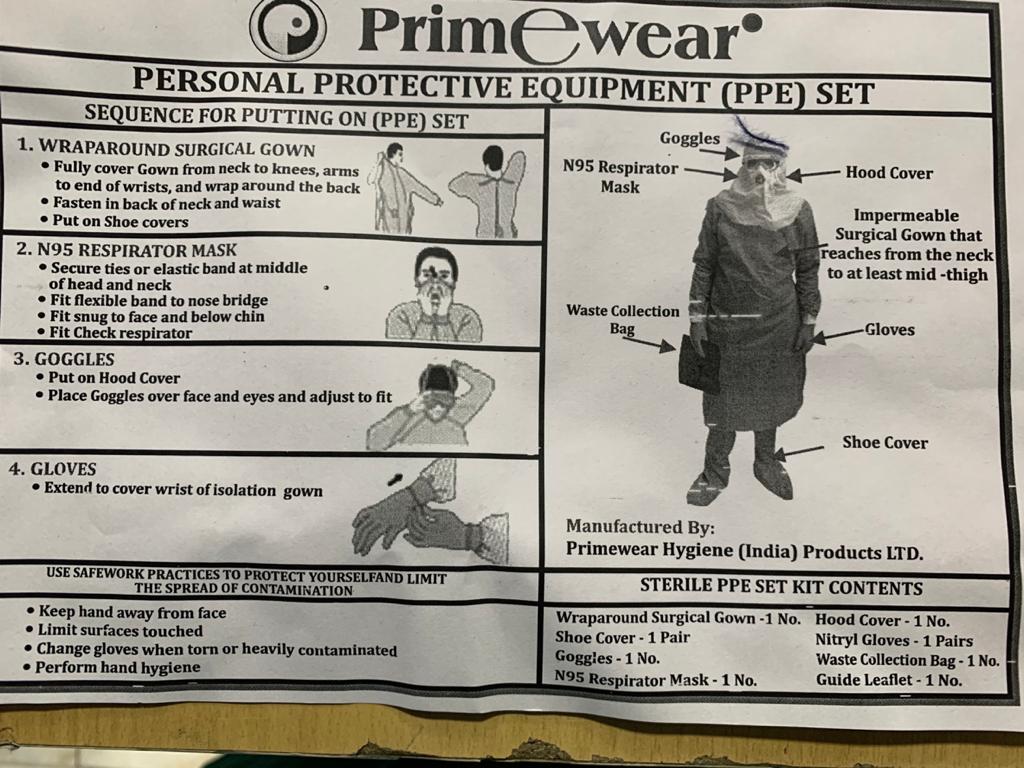 Primewear
PERSONAL PROTECTIVE EQUIPMENT (PPE) SET
SEQUENCE FOR PUTTING ON (PPE) SET
1. WRAPAROUND SURGICAL GOWN
• Fully cover Gown from neck to knees, arms
to end of wrists, and wrap around the back
• Fasten in back of neck and waist
• Put on Shoe covers
2. N95 RESPIRATOR MASK
• Secure ties or elastic band at middle
of head and neck
• Fit flexible band to nose bridge
• Fit snug to face and below chin
• Fit Check respirator
3. GOGGLES
• Put on Hood Cover
• Place Goggles over face and eyes and adjust to fit
4. GLOVES
• Extend to cover wrist of isolation gown
USE SAFEWORK PRACTICES TO PROTECT YOURSELFAND LIMIT
THE SPREAD OF CONTAMINATION
• Keep hand away from face
• Limit surfaces touched
• Change gloves when torn or heavily contaminated
• Perform hand hygiene
Goggles
N95 Respirator
Mask
Hood Cover
Impermeable
Surgical Gown that
reaches from the neck
to at least mid -thigh
Waste Collection
Bag
Gloves
Shoe Cover
Manufactured By:
Primewear Hygiene (India) Products LTD.
STERILE PPE SET KIT CONTENTS
Wraparound Surgical Gown -1 No.
Shoe Cover - 1 Pair
Goggles - 1 No.
N95 Respirator Mask - 1 No.
Hood Cover - 1 No.
Nitryl Gloves - 1 Pairs
Waste Collection Bag - 1 No.
Guide Leaflet - 1 No.